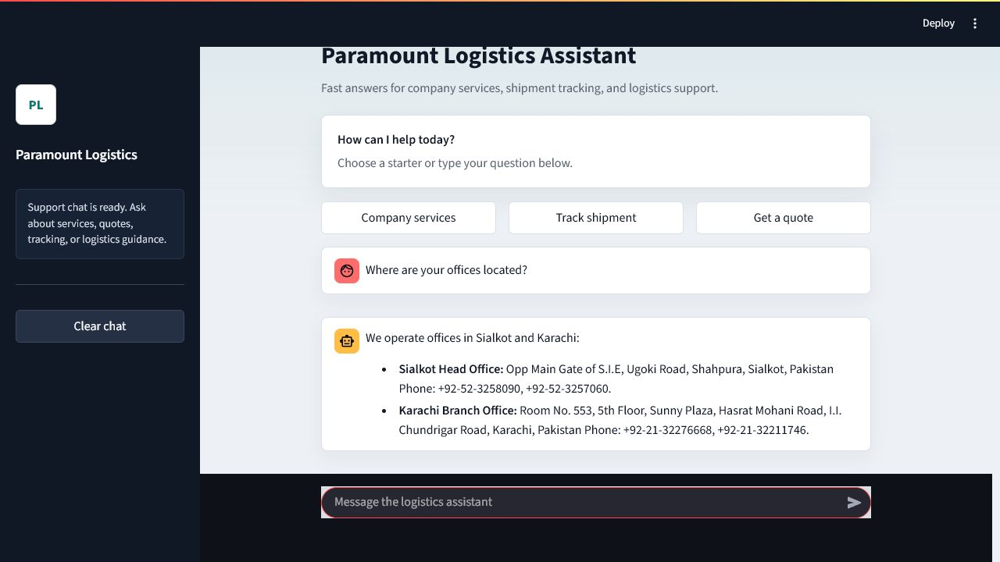 Deploy
PL
Paramount Logistics
Support chat is ready. Ask
about services, quotes,
tracking, or logistics guidance.
Clear chat
Paramount Logistics Assistant
Fast answers for company services, shipment tracking, and logistics support.
How can I help today?
Choose a starter or type your question below.
Company services
Track shipment
Get a quote
Where are your offices located?
We operate offices in Sialkot and Karachi:
• Sialkot Head Office: Opp Main Gate of S.I.E, Ugoki Road, Shahpura, Sialkot, Pakistan
Phone: +92-52-3258090, +92-52-3257060.
• Karachi Branch Office: Room No. 553, 5th Floor, Sunny Plaza, Hasrat Mohani Road, I.I.
Chundrigar Road, Karachi, Pakistan Phone: +92-21-32276668, +92-21-32211746.
Message the logistics assistant